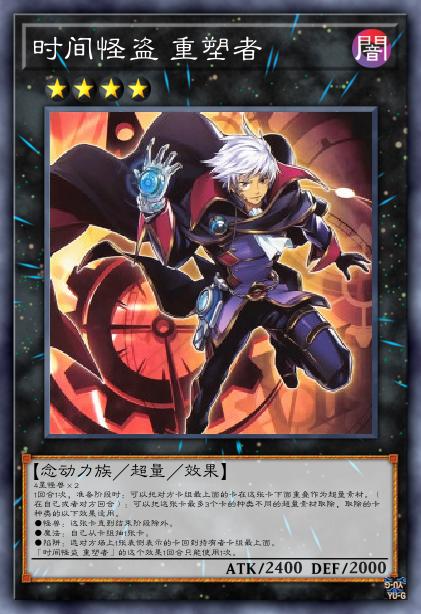 时间怪盗 重塑者
闇
【念动力族／超量／效果】
4星怪兽×2
1回合1次，准备阶段时：可以把对方卡组最上面的卡在这张卡下面重叠作为超量素材。（
在自己或者对方回合）：可以把这张卡最多3个卡的种类不同的超量素材取除，取除的卡
种类的以下效果适用。
●怪兽：这张卡直到结束阶段除外。
●魔法：自己从卡组抽1张卡。
●陷阱：选对方场上1张表侧表示的卡回到持有者卡组最上面。
「时间怪盗 重塑者」的这个效果1回合只能使用1次。
ATK/2400 DEF/2000